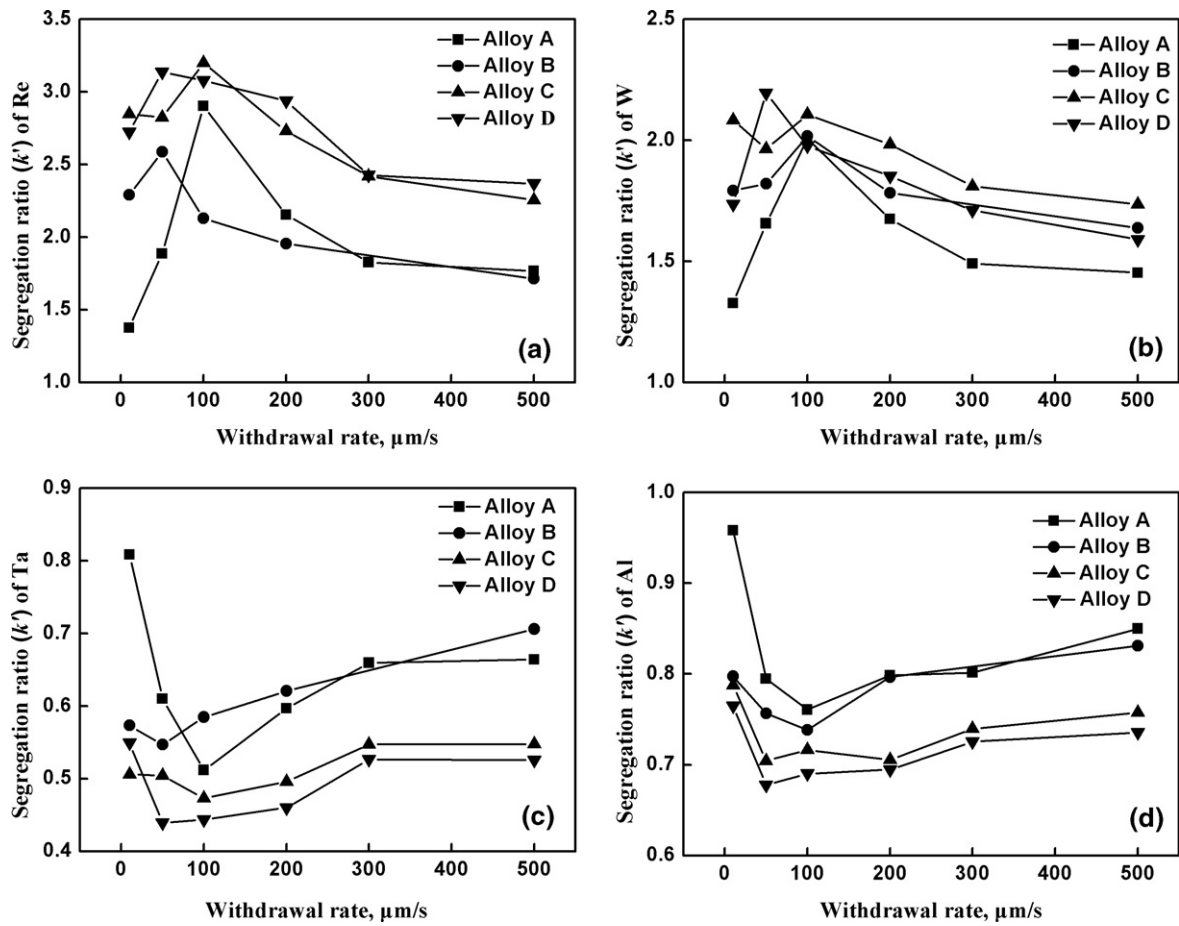 3.5
3.0
2.5
2.0
1.5
1.0
Segregation ratio (k') of Re
Alloy A
Alloy B
Alloy C
Alloy D
(a)
0 100 200 300 400 500
Withdrawal rate, µm/s
2.5
2.0
1.5
1.0
Segregation ratio (k') of W
Alloy A
Alloy B
Alloy C
Alloy D
(b)
0 100 200 300 400 500
Withdrawal rate, µm/s
0.9
0.8
0.7
0.6
0.5
0.4
Segregation ratio (k') of Ta
Alloy A
Alloy B
Alloy C
Alloy D
(c)
0 100 200 300 400 500
Withdrawal rate, µm/s
1.0
0.9
0.8
0.7
0.6
Segregation ratio (k') of Al
Alloy A
Alloy B
Alloy C
Alloy D
(d)
0 100 200 300 400 500
Withdrawal rate, µm/s